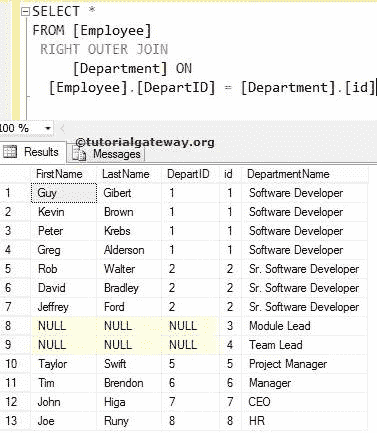 SELECT *
FROM [Employee]
RIGHT OUTER JOIN
[Department] ON
[Employee].[DepartID] = [Department].[id]
100 %
©tutorialgateway.org
Results Messages
FirstName LastName DepartID id DepartmentName
1 Guy Gibert 1 1 Software Developer
2 Kevin Brown 1 1 Software Developer
3 Peter Krebs 1 1 Software Developer
4 Greg Alderson 1 1 Software Developer
5 Rob Walter 2 2 Sr. Software Developer
6 David Bradley 2 2 Sr. Software Developer
7 Jeffrey Ford 2 2 Sr. Software Developer
8 NULL NULL NULL 3 Module Lead
9 NULL NULL NULL 4 Team Lead
10 Taylor Swift 5 5 Project Manager
11 Tim Brendon 6 6 Manager
12 John Higa 7 7 CEO
13 Joe Runy 8 8 HR